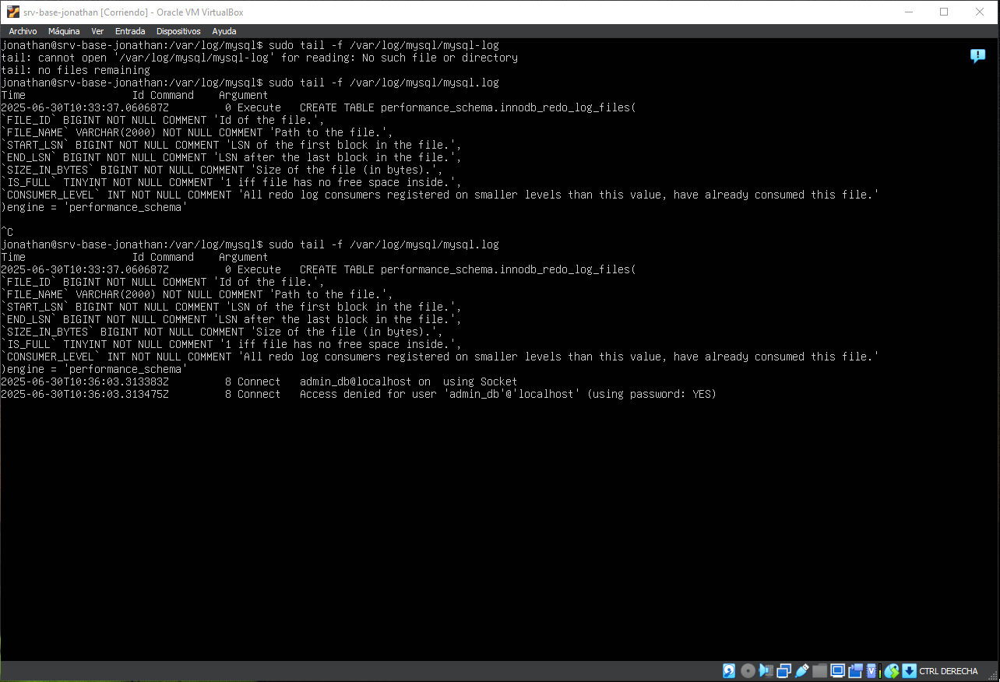 srv-base-jonathan [Corriendo] - Oracle VM VirtualBox
Archivo Máquina Ver Entrada Dispositivos Ayuda
jonathan@srv-base-jonathan:/var/log/mysql$ sudo tail -f /var/log/mysql/mysql-log
tail: cannot open '/var/log/mysql/mysql-log' for reading: No such file or directory
tail: no files remaining
jonathan@srv-base-jonathan:/var/log/mysql$ sudo tail -f /var/log/mysql/mysql.log
Time                 Id Command    Argument
2025-06-30T10:33:37.060687Z         0 Execute   CREATE TABLE performance_schema.innodb_redo_log_files(
`FILE_ID` BIGINT NOT NULL COMMENT 'Id of the file.',
`FILE_NAME` VARCHAR(2000) NOT NULL COMMENT 'Path to the file.',
`START_LSN` BIGINT NOT NULL COMMENT 'LSN of the first block in the file.',
`END_LSN` BIGINT NOT NULL COMMENT 'LSN after the last block in the file.',
`SIZE_IN_BYTES` BIGINT NOT NULL COMMENT 'Size of the file (in bytes).',
`IS_FULL` TINYINT NOT NULL COMMENT '1 iff file has no free space inside.',
`CONSUMER_LEVEL` INT NOT NULL COMMENT 'All redo log consumers registered on smaller levels than this value, have already consumed this file.'
)engine = 'performance_schema'
^C
jonathan@srv-base-jonathan:/var/log/mysql$ sudo tail -f /var/log/mysql/mysql.log
Time                 Id Command    Argument
2025-06-30T10:33:37.060687Z         0 Execute   CREATE TABLE performance_schema.innodb_redo_log_files(
`FILE_ID` BIGINT NOT NULL COMMENT 'Id of the file.',
`FILE_NAME` VARCHAR(2000) NOT NULL COMMENT 'Path to the file.',
`START_LSN` BIGINT NOT NULL COMMENT 'LSN of the first block in the file.',
`END_LSN` BIGINT NOT NULL COMMENT 'LSN after the last block in the file.',
`SIZE_IN_BYTES` BIGINT NOT NULL COMMENT 'Size of the file (in bytes).',
`IS_FULL` TINYINT NOT NULL COMMENT '1 iff file has no free space inside.',
`CONSUMER_LEVEL` INT NOT NULL COMMENT 'All redo log consumers registered on smaller levels than this value, have already consumed this file.'
)engine = 'performance_schema'
2025-06-30T10:36:03.313383Z         8 Connect   admin_db@localhost on  using Socket
2025-06-30T10:36:03.313475Z         8 Connect   Access denied for user 'admin_db'@'localhost' (using password: YES)
CTRL DERECHA